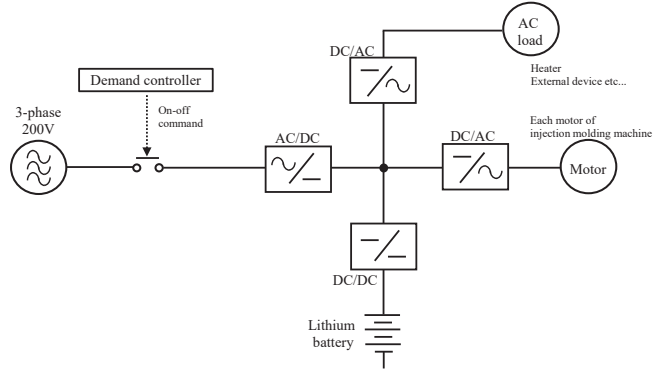 AC
load
DC/AC
Heater
External device etc...
Demand controller
On-off
command
3-phase
200V
AC/DC
DC/AC
Each motor of
injection molding machine
Motor
DC/DC
Lithium
battery